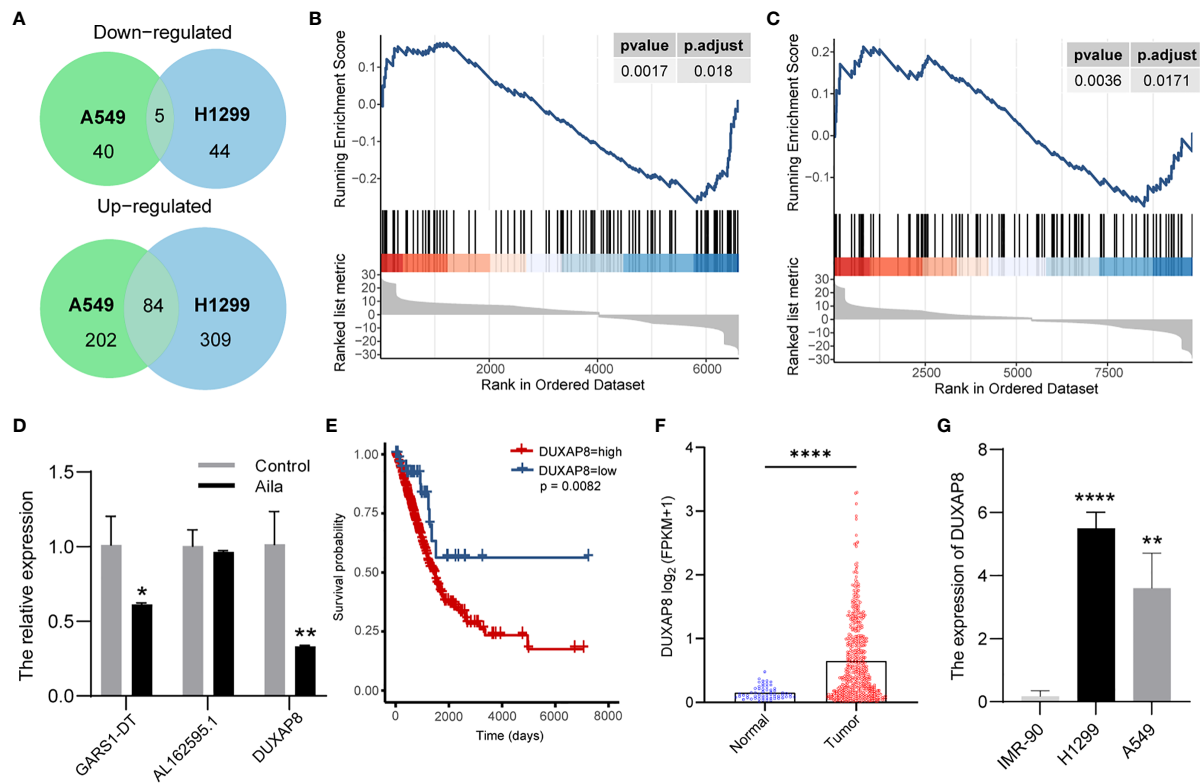 A
Down−regulated
A549
5
H1299
40
44
Up−regulated
A549
84
H1299
202
309
B
Running Enrichment Score
0.1
0.0
−0.1
−0.2
pvalue p.adjust
0.0017 0.018
Ranked list metric
30
20
10
0
−10
−20
−30
2000 4000 6000
Rank in Ordered Dataset
C
Running Enrichment Score
0.2
0.1
0.0
−0.1
pvalue p.adjust
0.0036 0.0171
Ranked list metric
30
20
10
0
−10
−20
−30
2500 5000 7500
Rank in Ordered Dataset
D
The relative expression
1.5
1.0
0.5
0.0
Control
Aila
*
**
GARS1-DT
AL162595.1
DUXAP8
E
Survival probability
1.00
0.75
0.50
0.25
0.00
DUXAP8=high
DUXAP8=low
p = 0.0082
0 2000 4000 6000 8000
Time (days)
F
DUXAP8 log2 (FPKM+1)
4
3
2
1
0
****
Normal
Tumor
G
The expression of DUXAP8
8
6
4
2
0
****
**
IMR-90
H1299
A549